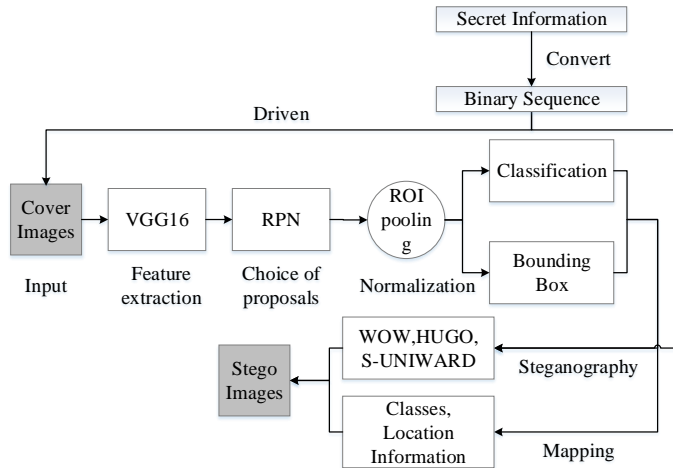 Secret Information
Convert
Binary Sequence
Driven
Cover
Images
VGG16
RPN
ROI
poolin
g
Classification
Bounding
Box
Input
Feature
extraction
Choice of
proposals
Normalization
Stego
Images
WOW,HUGO,
S-UNIWARD
Steganography
Classes,
Location
Information
Mapping